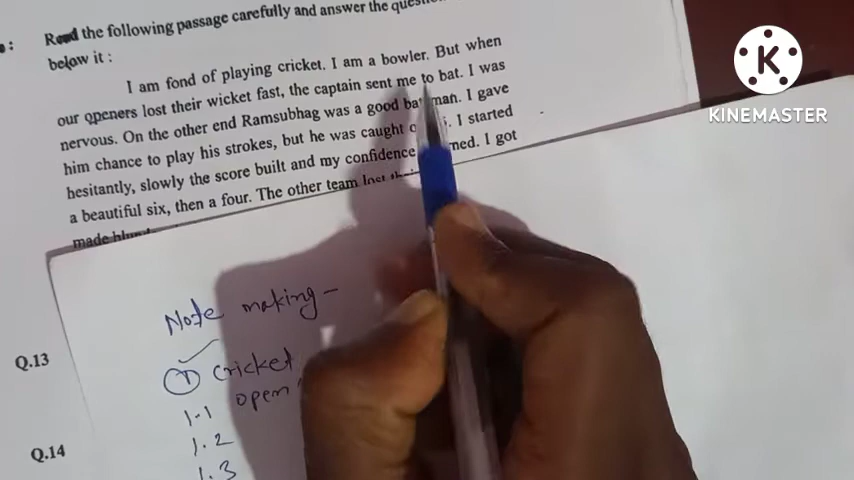 Read the following passage carefully and answer the
below it :
I am fond of playing cricket. I am a bowler. But when
our openers lost their wicket fast, the captain sent me to bat. I was
nervous. On the other end Ramsubhag was a good man. I gave
him chance to play his strokes, but he was caught I started
hesitantly, slowly the score built and my confidence I got
a beautiful six, then a four. The other team lost
made
Note making -
1 Cricket
1.1 open
1.2
1.3
Q.13
Q.14
K
KINEMASTER